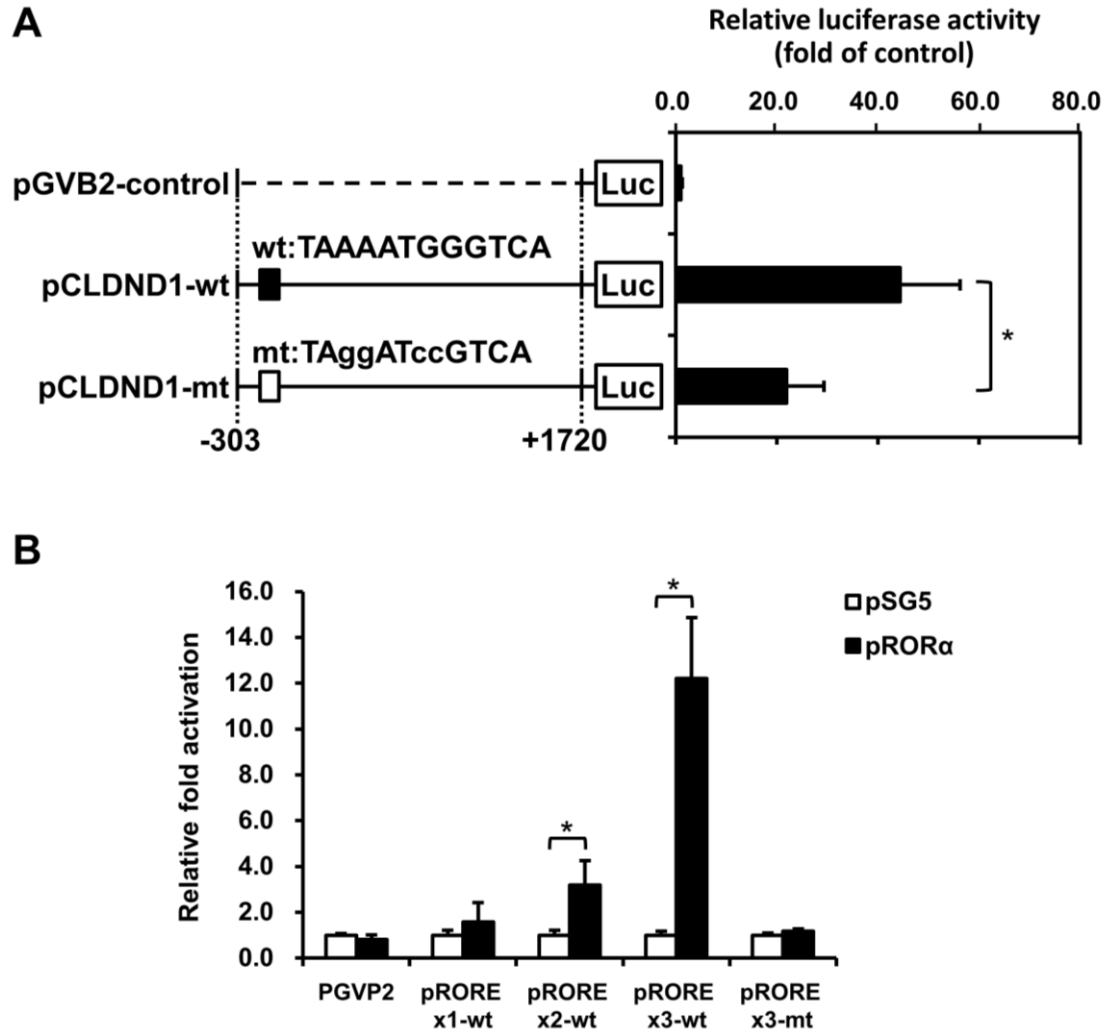 A
Relative luciferase activity
(fold of control)
0.0 20.0 40.0 60.0 80.0
pGVB2-control Luc
wt:TAAAATGGGTCA
pCLDND1-wt Luc
*
mt:TAggATccGTCA
pCLDND1-mt Luc
-303 +1720
B
Relative fold activation
16.0
14.0
12.0
10.0
8.0
6.0
4.0
2.0
0.0
*
*
pSG5
pRORα
PGVP2
pRORE
x1-wt
pRORE
x2-wt
pRORE
x3-wt
pRORE
x3-mt